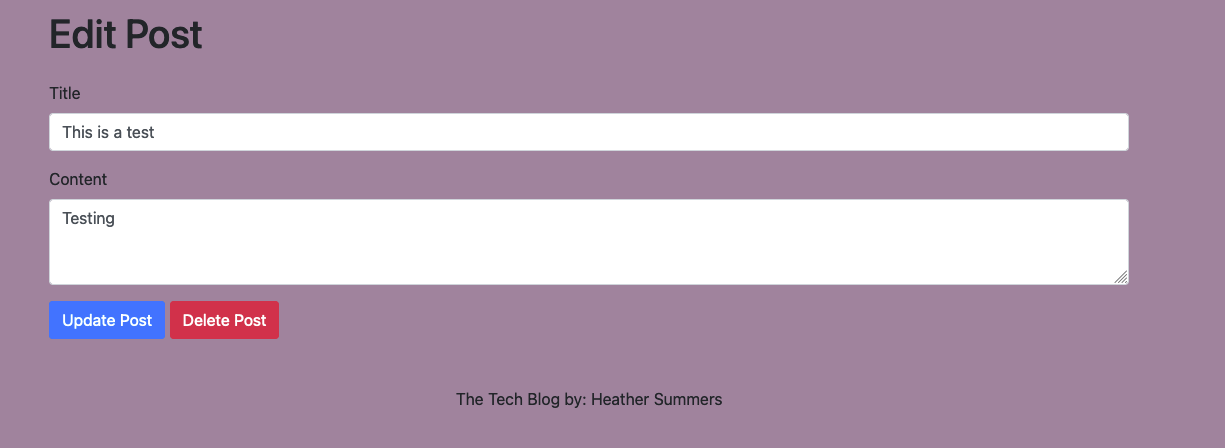 Edit Post
Title
This is a test
Content
Testing
Update Post Delete Post
The Tech Blog by: Heather Summers